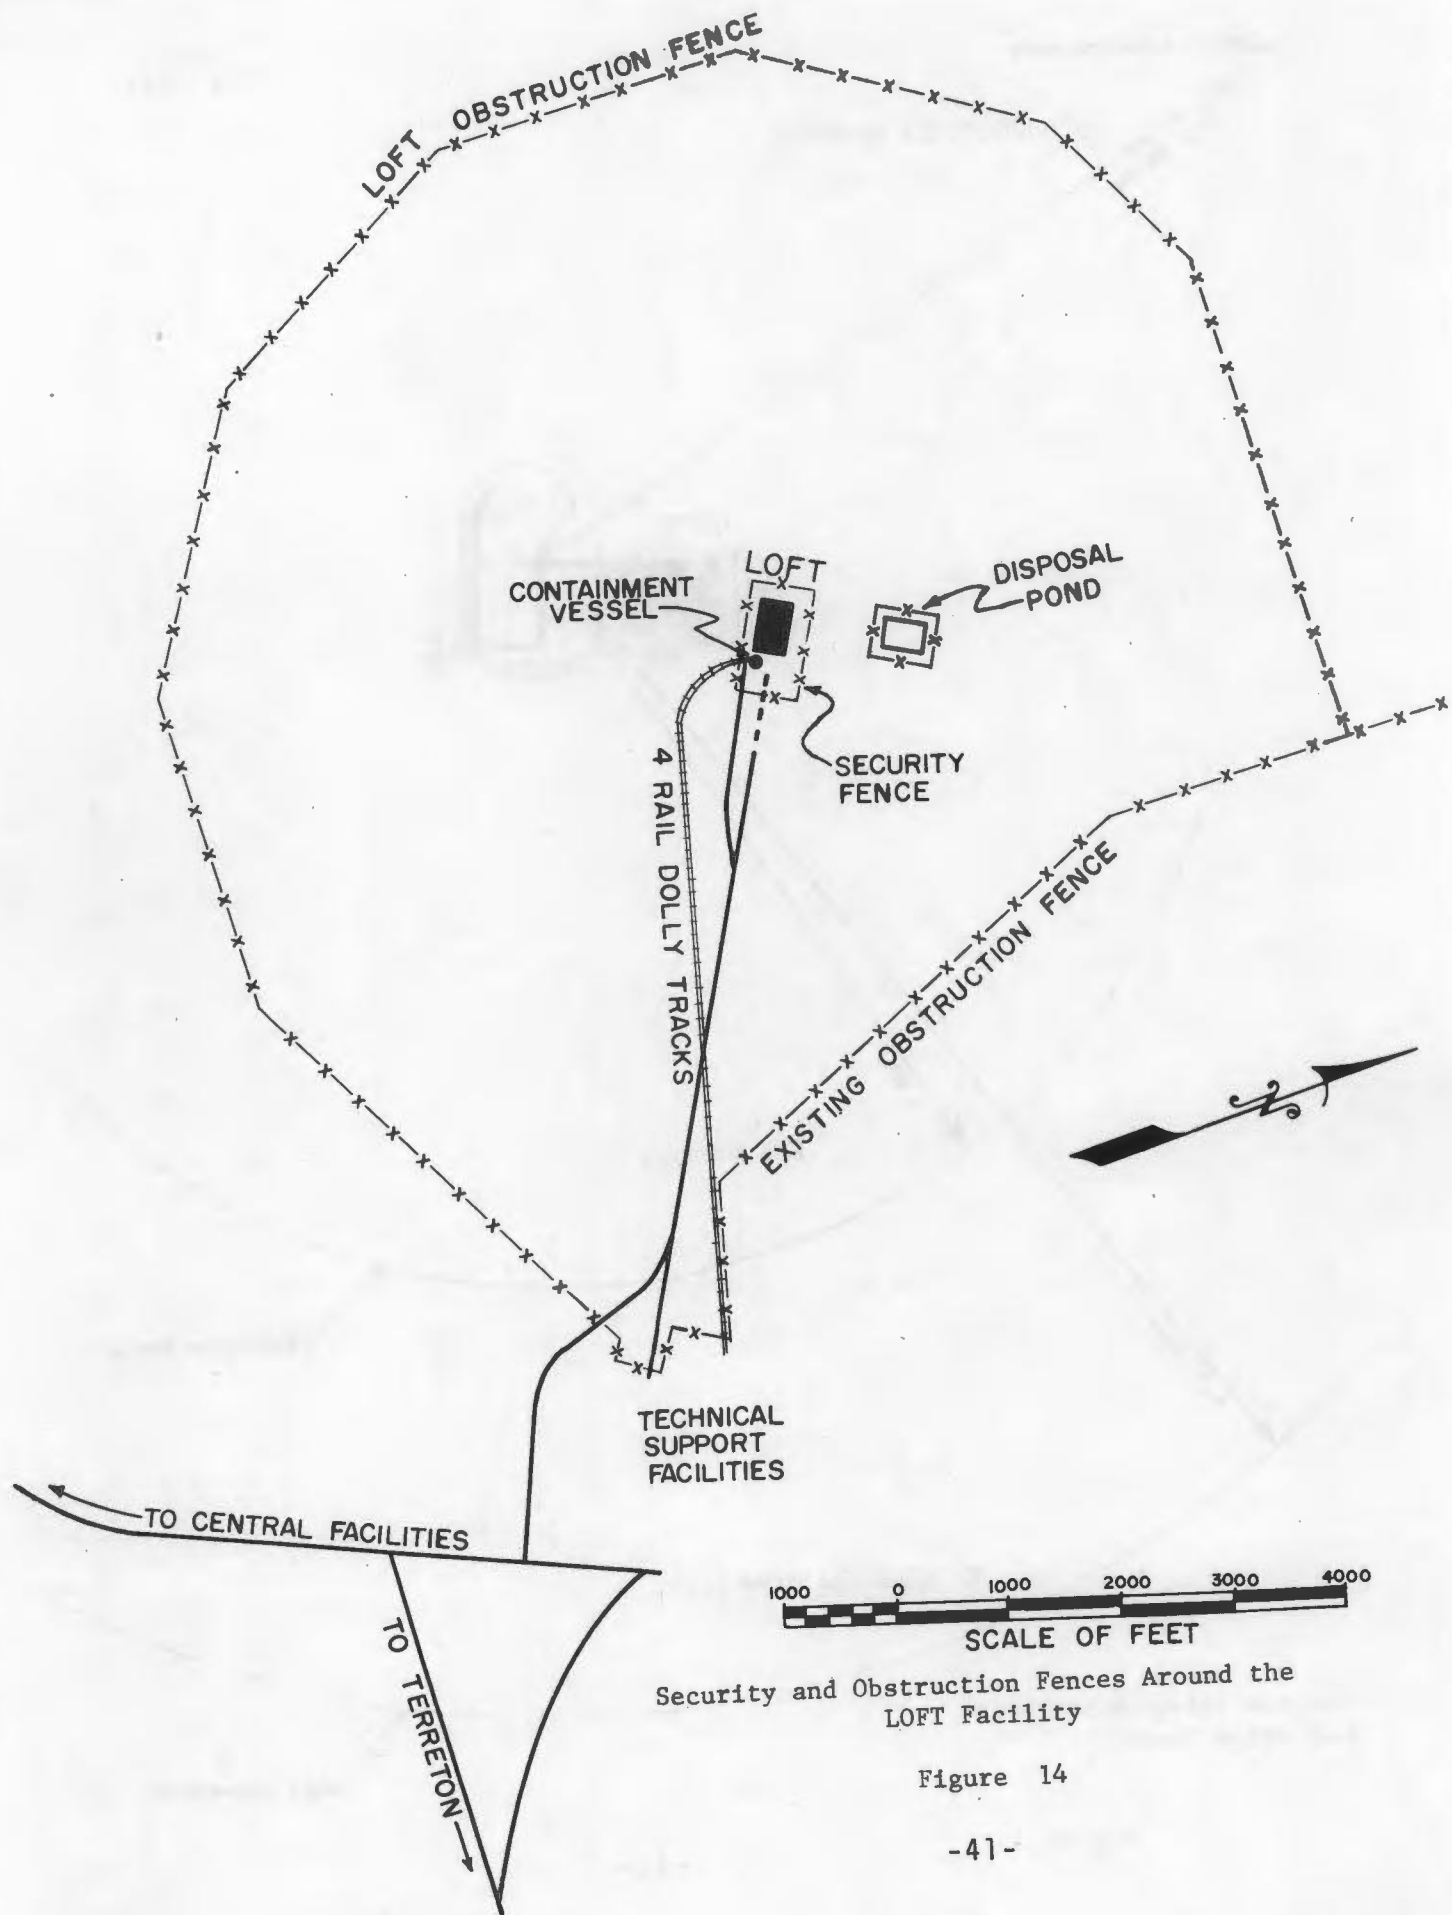 LOFT OBSTRUCTION FENCE
LOFT
CONTAINMENT
VESSEL
DISPOSAL
POND
SECURITY
FENCE
4 RAIL DOLLY TRACKS
EXISTING OBSTRUCTION FENCE
N
TECHNICAL
SUPPORT
FACILITIES
TO CENTRAL FACILITIES
TO TERRETON
1000 0 1000 2000 3000 4000
SCALE OF FEET
Security and Obstruction Fences Around the
LOFT Facility
Figure 14
-41-